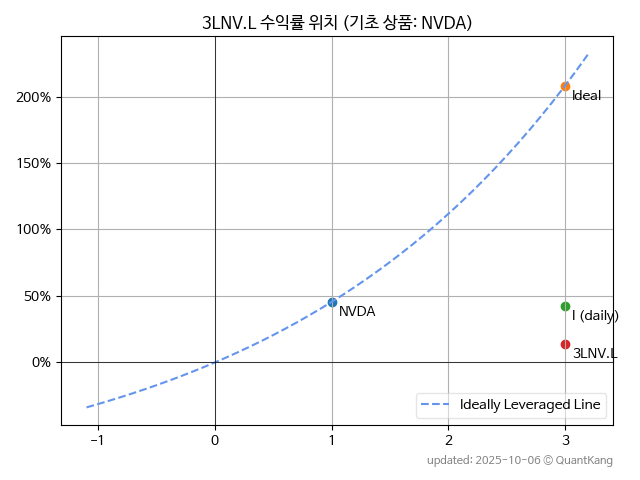 3LNV.L 수익률 위치 (기초 상품: NVDA)
200%
150%
100%
50%
0%
Ideal
NVDA
I (daily)
3LNV.L
Ideally Leveraged Line
−1
0
1
2
3
updated: 2025-10-06 © QuantKang